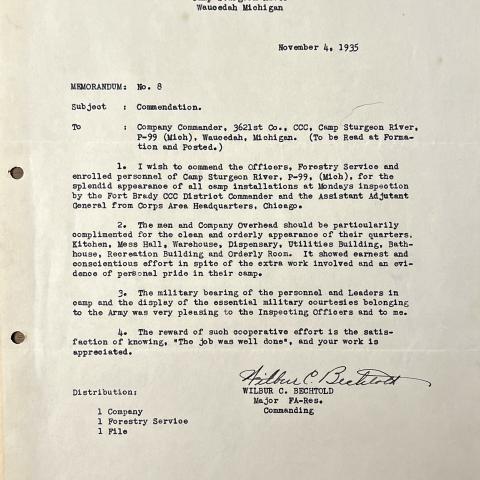 Camp Sturgeon River
Waucedah Michigan
November 4, 1935
MEMORANDUM: No. 8
Subject : Commendation.
To : Company Commander, 3621st Co., CCC, Camp Sturgeon River,
P-99 (Mich), Waucedah, Michigan. (To be Read at Forma-
tion and Posted.)
1. I wish to commend the Officers, Forestry Service and
enrolled personnel of Camp Sturgeon River, P-99, (Mich), for the
splendid appearance of all camp installations at Mondays inspection
by the Fort Brady CCC District Commander and the Assistant Adjutant
General from Corps Area Headquarters, Chicago.
2. The men and Company Overhead should be particularly
complimented for the clean and orderly appearance of their quarters,
Kitchen, Mess Hall, Warehouse, Dispensary, Utilities Building, Bath-
house, Recreation Building and Orderly Room. It showed earnest and
conscientious effort in spite of the extra work involved and an evi-
dence of personal pride in their camp.
3. The military bearing of the personnel and Leaders in
camp and the display of the essential military courtesies belonging
to the Army was very pleasing to the Inspecting Officers and to me.
4. The reward of such cooperative effort is the satis-
faction of knowing, "The job was well done", and your work is
appreciated.
Wilbur C. Bechtold
WILBUR C. BECHTOLD
Major FA-Res.
Commanding
Distribution:
1 Company
1 Forestry Service
1 File